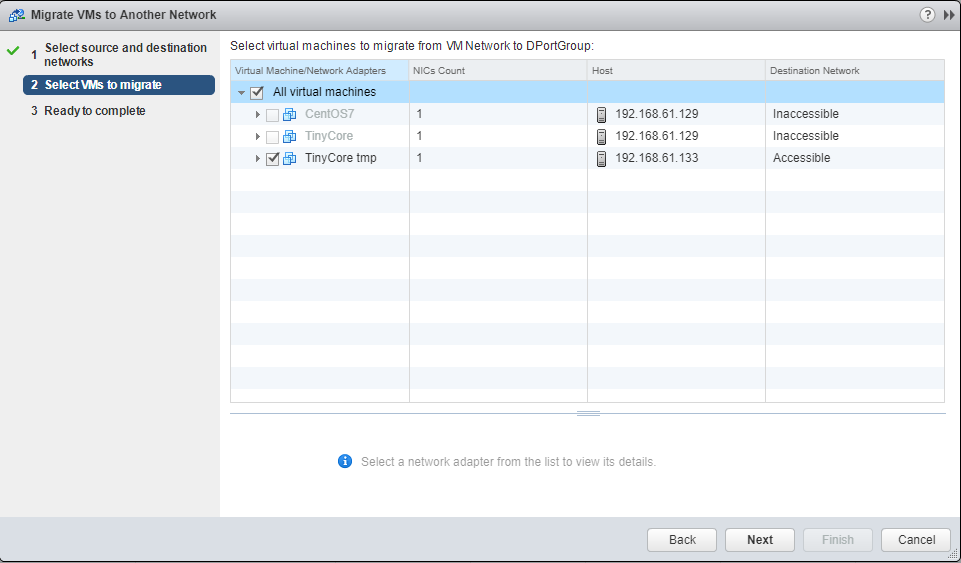 Migrate VMs to Another Network
?
1 Select source and destination
networks
2 Select VMs to migrate
3 Ready to complete
Select virtual machines to migrate from VM Network to DPortGroup:
Virtual Machine/Network Adapters NICs Count Host Destination Network
All virtual machines
CentOS7 1 192.168.61.129 Inaccessible
TinyCore 1 192.168.61.129 Inaccessible
TinyCore tmp 1 192.168.61.133 Accessible
Select a network adapter from the list to view its details.
Back Next Finish Cancel